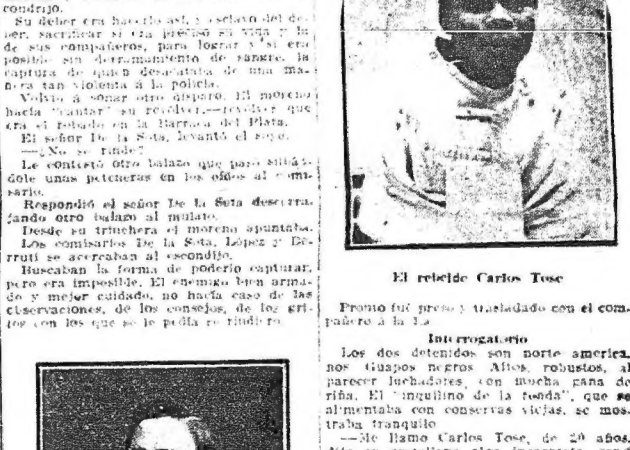 condrijo.
Su deber era hacerlo así, y esclavo del de-
ber, sacrificar si era preciso su vida y la
de sus compañeros, para lograr y si era
posible sin derramamiento de sangre, la
captura de quien desacataba de una ma-
nera tan violenta á la policía.
Volvió á sonar otro disparo. El moreno
hacía "cantar" su revólver,—revólver que
era el robado en la Barraca del Plata.
El señor De la Sota, levantó el suyo.
—¿No se rinde?
Le contestó otro balazo que pasó silbán-
dole unas peteneras en los oídos al comi-
sario.
Respondió el señor De la Sota descerra-
jando otro balazo al mulato.
Desde su trinchera el moreno apuntaba.
Los comisarios De la Sota, López y De-
rruti se acercaban al escondijo.
Buscaban la forma de poderlo capturar,
pero era imposible. El enemigo bien arma-
do y mejor cuidado, no hacía caso de las
observaciones, de los consejos, de los gri-
tos con los que se le pedía se rindiera
El rebelde Carlos Tose
Pronto fué preso y trasladado con el com-
pañero á la 1.a
Interrogatorio
Los dos detenidos son norte america-
nos Guapos negros Altos, robustos, al
parecer luchadores, con mucha gana de
riña. El "inquilino de la fonda", que se
alimentaba con conservas viejas, se mos-
traba tranquilo
—Me llamo Carlos Tose, de 29 años.